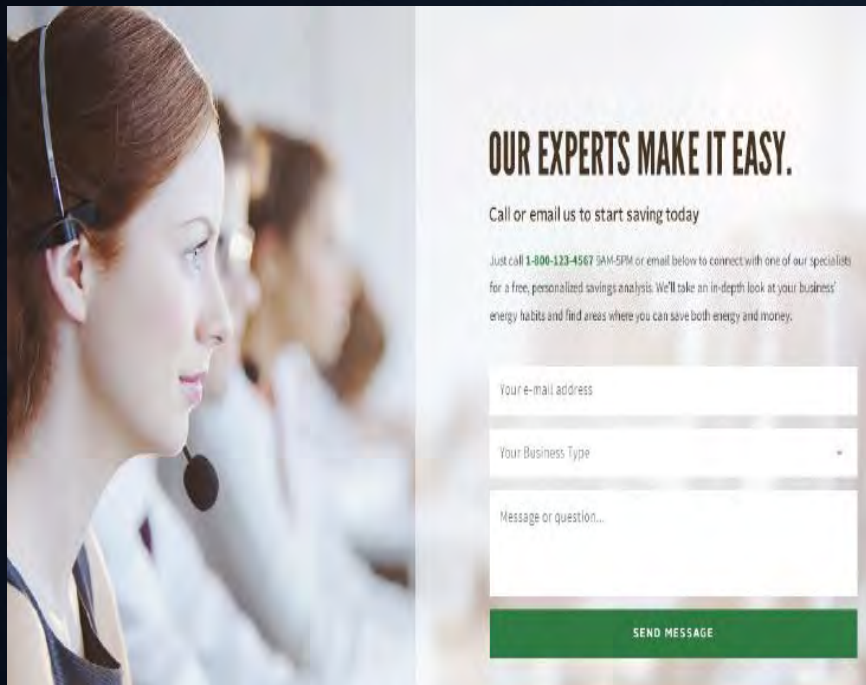 OUR EXPERTS MAKE IT EASY.
Call or email us to start saving today
Just call 1-800-123-4567 9AM-5PM or email below to connect with one of our specialists
for a free, personalized savings analysis. We'll take an in-depth look at your business'
energy habits and find areas where you can save both energy and money.
Your e-mail address
Your Business Type
Message or question...
SEND MESSAGE